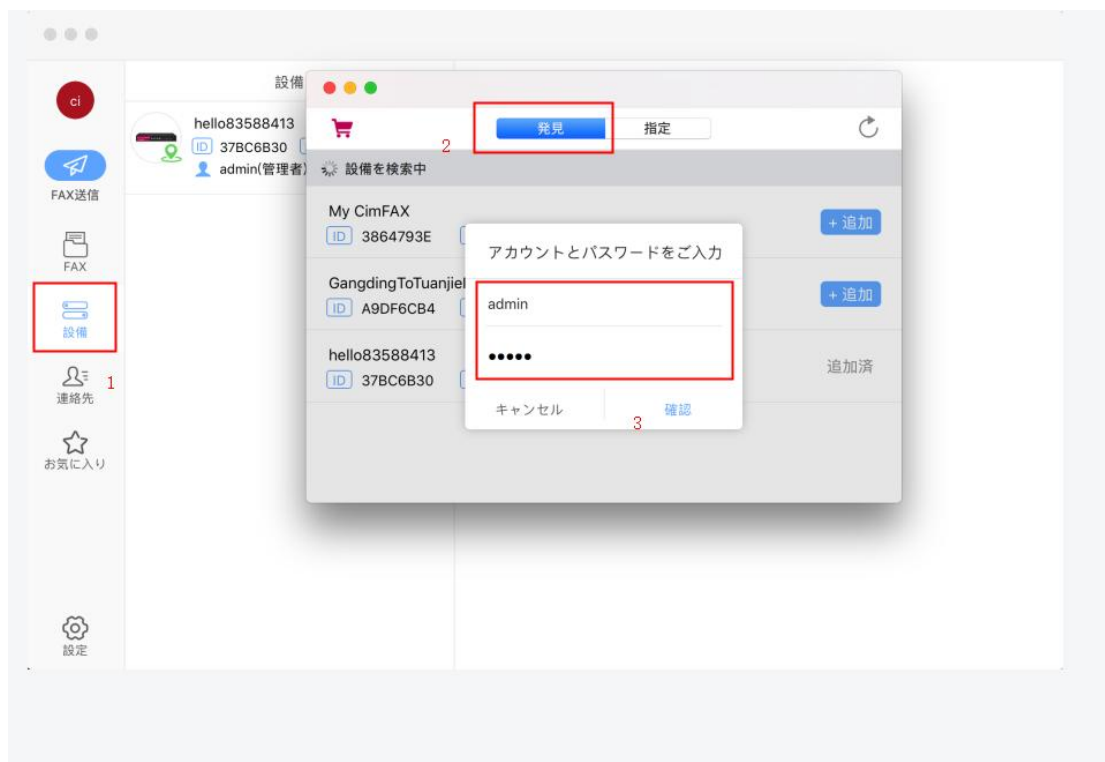 ci
FAX送信
FAX
設備
1
連絡先
お気に入り
設定
設備
hello83588413
ID 37BC6B30
admin(管理者)
2
発見
指定
設備を検索中
My CimFAX
ID 3864793E
+ 追加
GangdingToTuanjie
ID A9DF6CB4
+ 追加
hello83588413
ID 37BC6B30
追加済
アカウントとパスワードをご入力
admin
•••••
キャンセル
3
確認